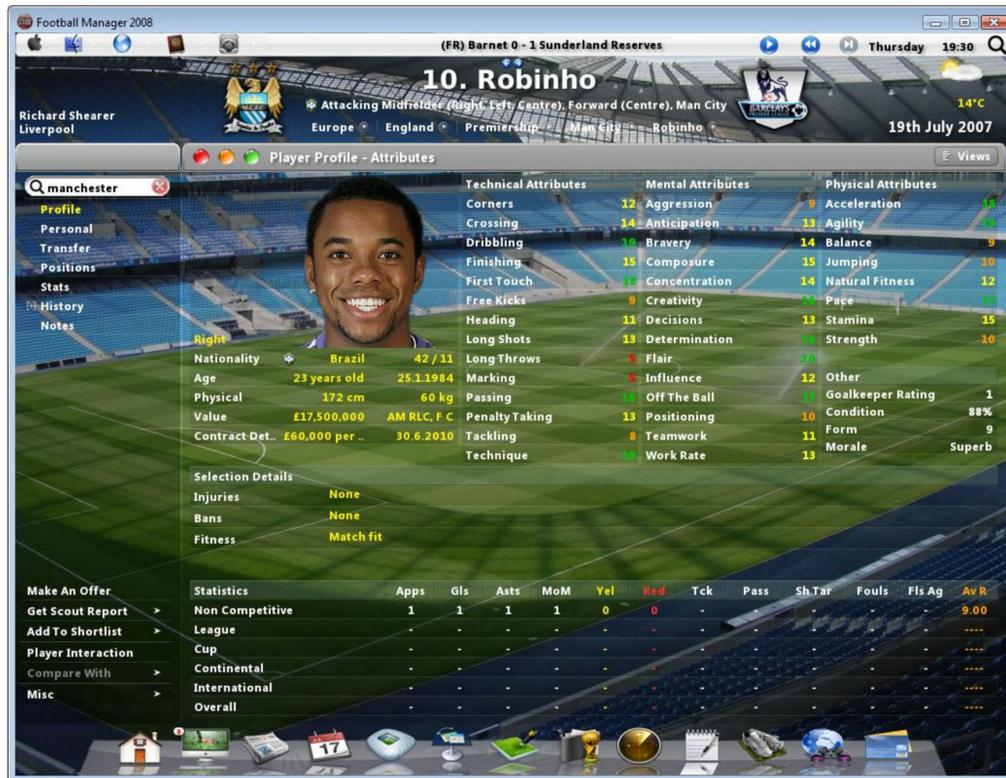 Football Manager 2008
(FR) Barnet 0 - 1 Sunderland Reserves
Thursday 19:30
10. Robinho
Attacking Midfielder (Right, Left, Centre), Forward (Centre), Man City
14°C
Richard Shearer
Liverpool
M.C.F.C
BARCLAYS
Europe England Premiership Man City Robinho
19th July 2007
Player Profile - Attributes
Views
manchester
Profile
Personal
Transfer
Positions
Stats
History
Notes
Technical Attributes Mental Attributes Physical Attributes
Corners 12 Aggression 9 Acceleration
Crossing 14 Anticipation 13 Agility
Dribbling 19 Bravery 14 Balance 9
Finishing 15 Composure 15 Jumping 10
First Touch Concentration 14 Natural Fitness 12
Free Kicks 9 Creativity Pace
Heading 11 Decisions 13 Stamina 15
Long Shots 13 Determination Strength 10
Long Throws 5 Flair 20
Marking 5 Influence 12 Other
Passing Off The Ball 17 Goalkeeper Rating 1
Penalty Taking 13 Positioning 10 Condition 88%
Tackling 8 Teamwork 11 Form 9
Technique Work Rate 13 Morale Superb
Right
Nationality Brazil 42 / 11
Age 23 years old 25.1.1984
Physical 172 cm 60 kg
Value £17,500,000 AM RLC, F C
Contract Det.. £60,000 per .. 30.6.2010
Selection Details
Injuries None
Bans None
Fitness Match fit
Make An Offer
Get Scout Report
Add To Shortlist
Player Interaction
Compare With
Misc
Statistics Apps Gls Asts MoM Yel Red Tck Pass Sh Tar Fouls Fls Ag Av R
Non Competitive 1 1 1 1 0 0 - - - - - 9.00
League - - - - - - - - - - - ----
Cup - - - - - - - - - - - ----
Continental - - - - - - - - - - - ----
International - - - - - - - - - - - ----
Overall - - - - - - - - - - - ----
17